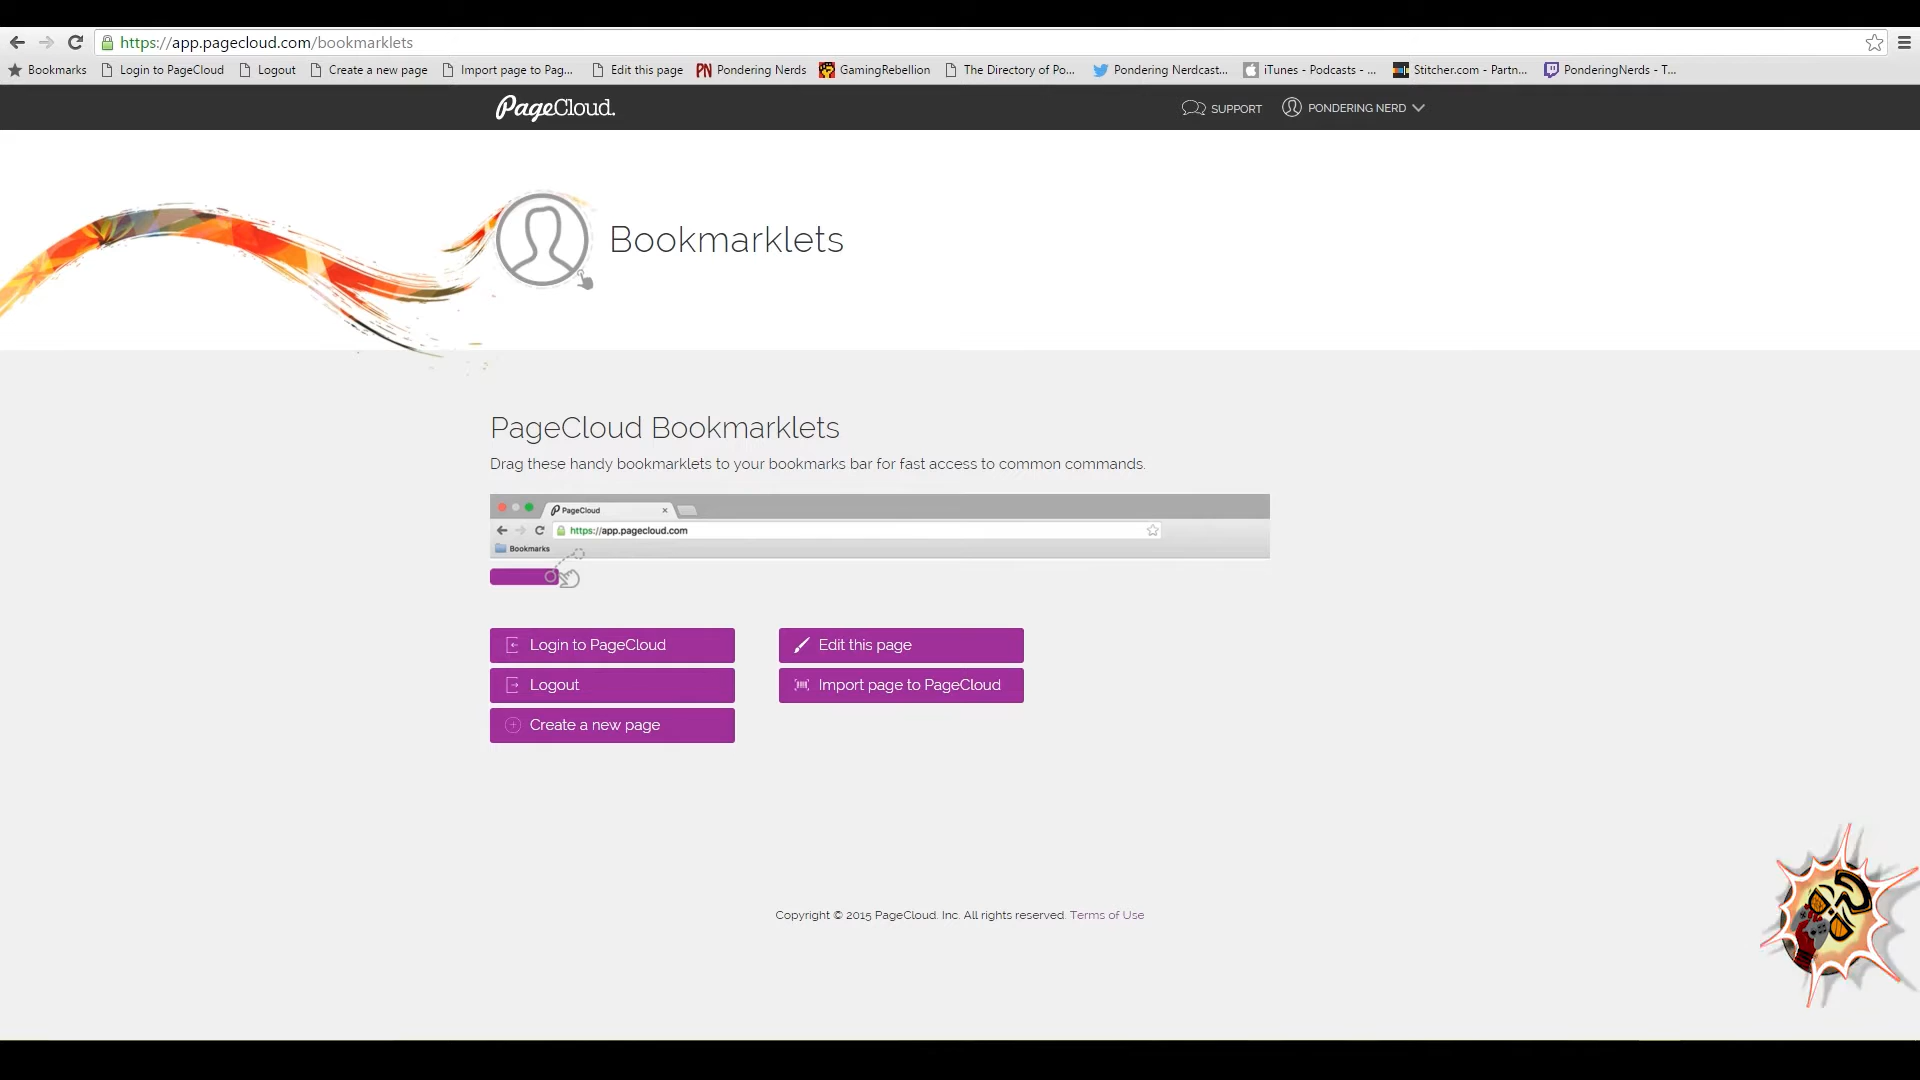 https://app.pagecloud.com/bookmarklets
Bookmarks Login to PageCloud Logout Create a new page Import page to Pag... Edit this page PN Pondering Nerds GamingRebellion The Directory of Po... Pondering Nerdcast... iTunes - Podcasts - ... Stitcher.com - Partn... PonderingNerds - T...
PageCloud. SUPPORT PONDERING NERD
Bookmarklets
PageCloud Bookmarklets
Drag these handy bookmarklets to your bookmarks bar for fast access to common commands.
PageCloud
https://app.pagecloud.com
Bookmarks
Login to PageCloud Edit this page
Logout Import page to PageCloud
Create a new page
Copyright © 2015 PageCloud. Inc. All rights reserved. Terms of Use